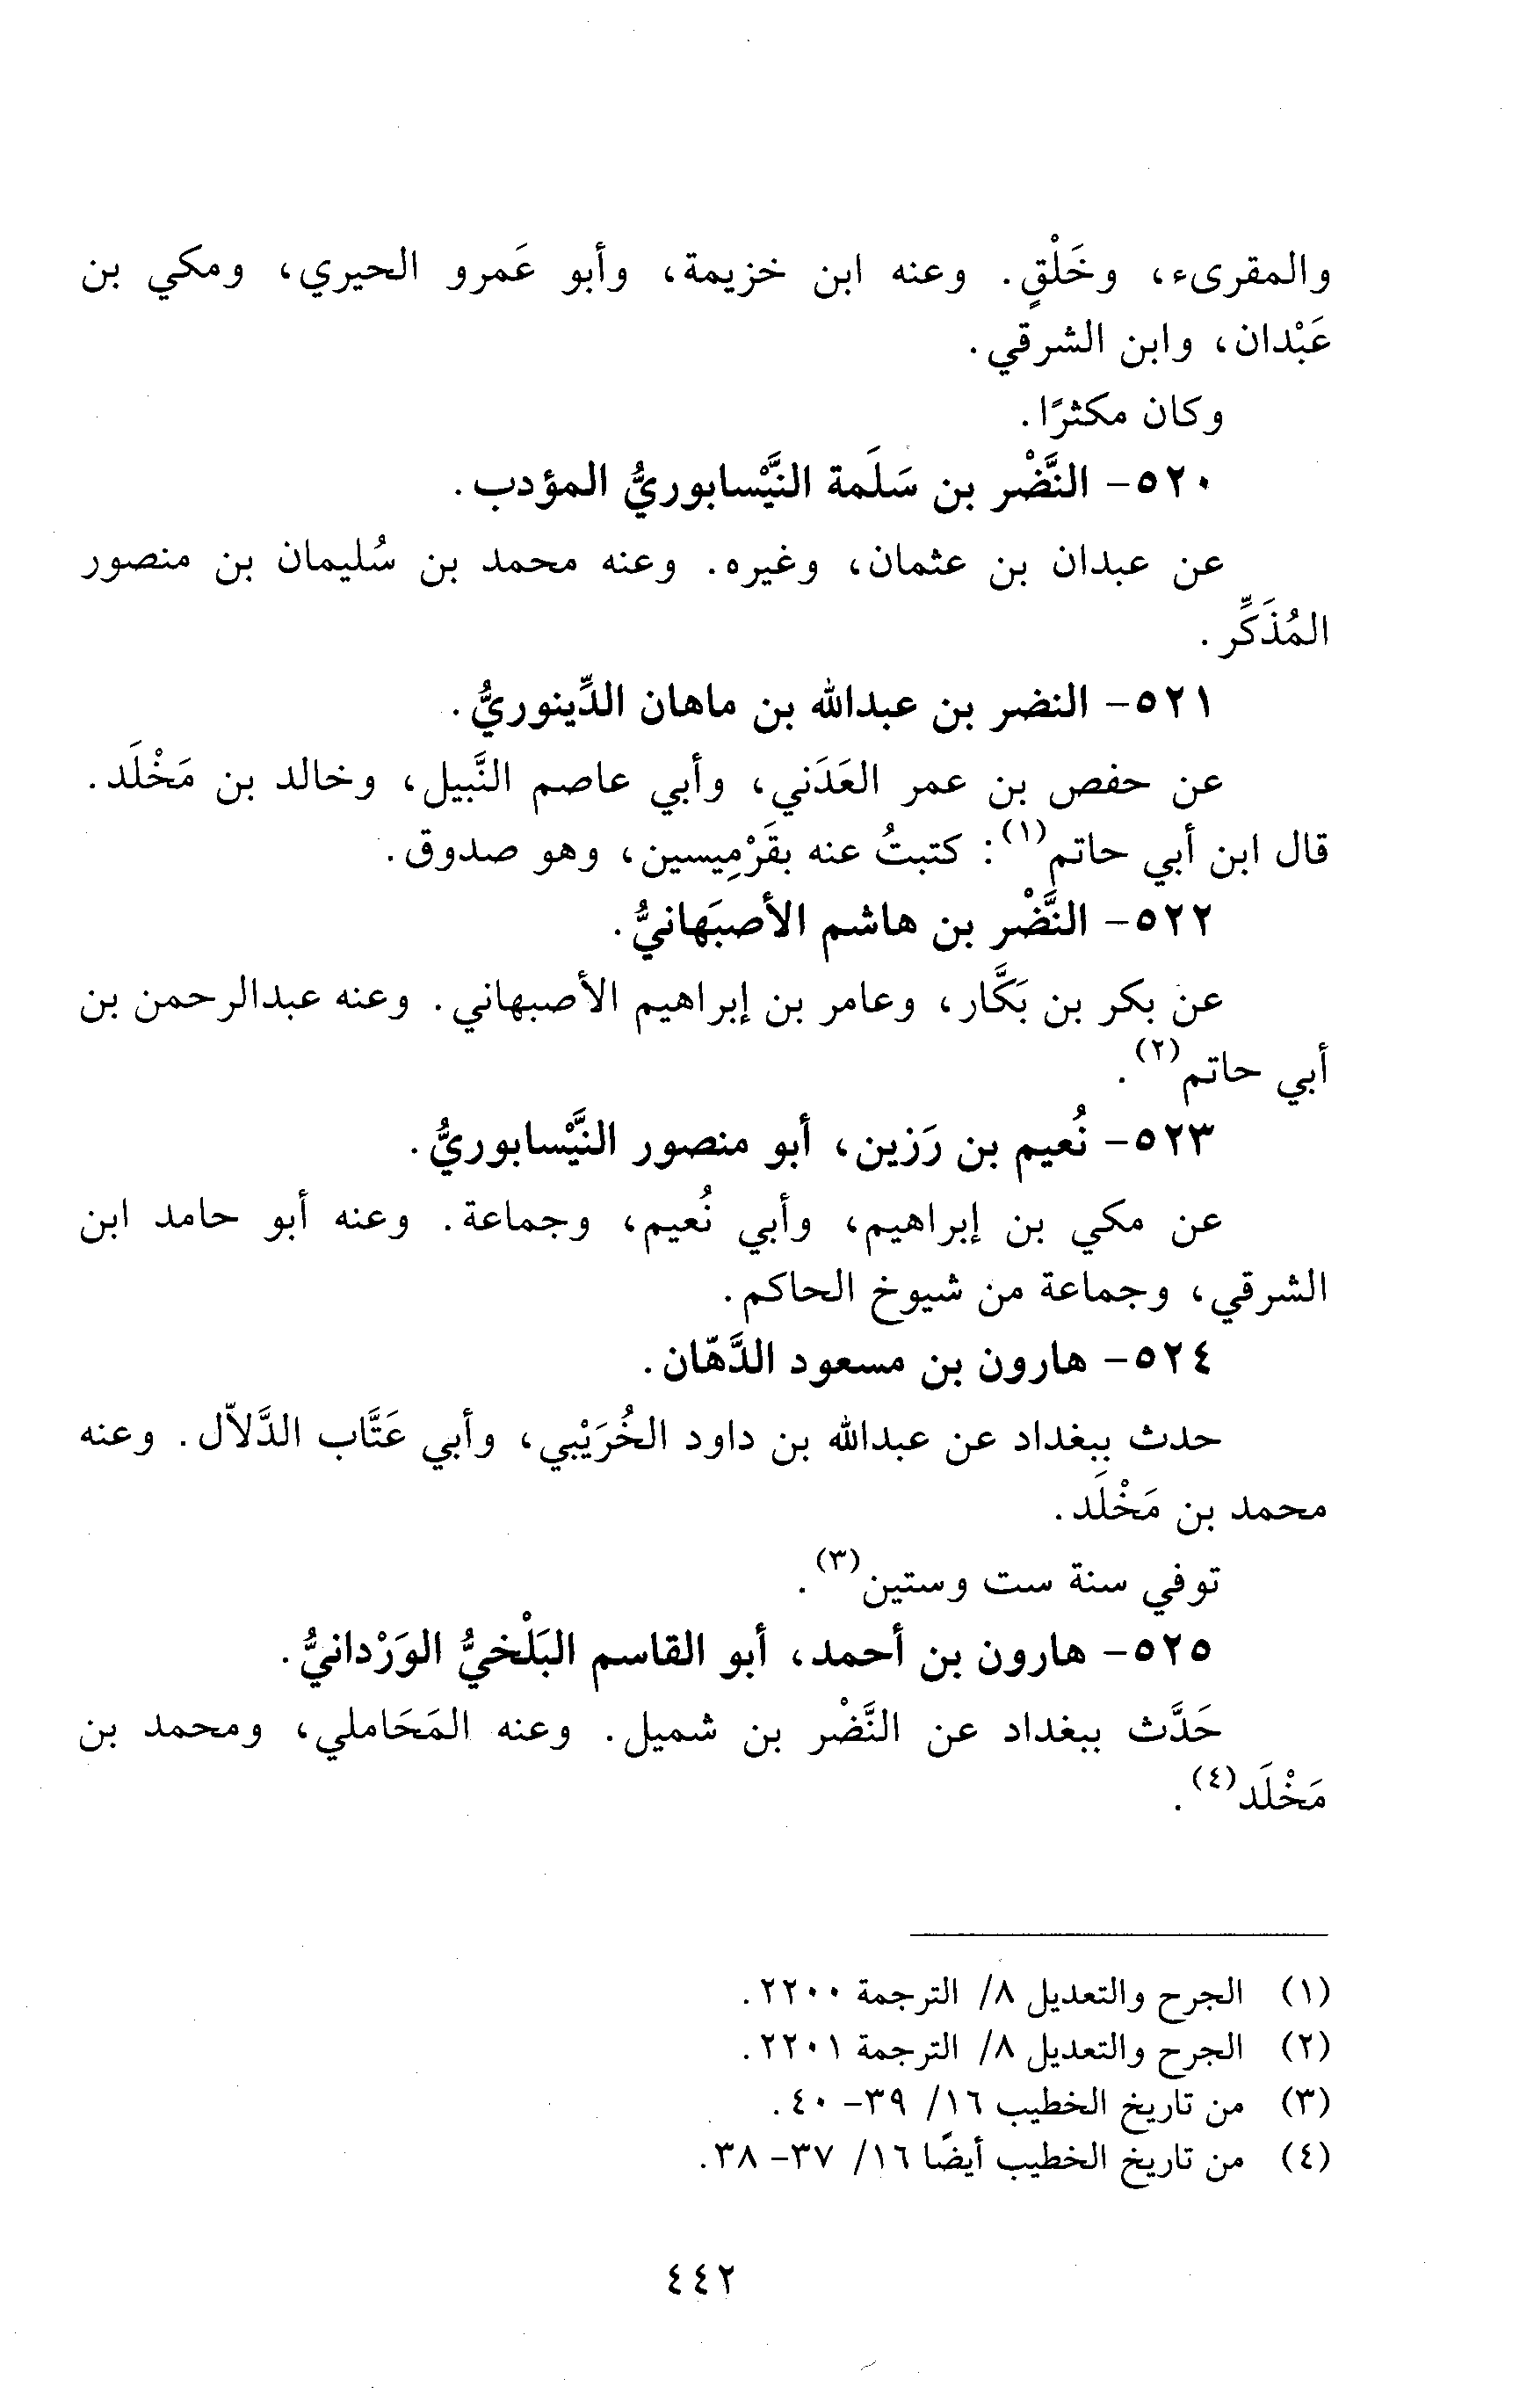 والمقرىء، وخَلْقٍ. وعنه ابن خزيمة، وأبو عَمرو الحيري، ومكي بن
عَبْدان، وابن الشرقي.
وكان مكثرًا.
٥٢٠- النَّضْر بن سَلَمة النَّيْسابوريُّ المؤدب.
عن عبدان بن عثمان، وغيره. وعنه محمد بن سُليمان بن منصور
المُذَكِّر.
٥٢١- النضر بن عبدالله بن ماهان الدِّينوريُّ.
عن حفص بن عمر العَدَني، وأبي عاصم النَّبيل، وخالد بن مَخْلَد.
قال ابن أبي حاتم(١): كتبتُ عنه بقَرْمِيسين، وهو صدوق.
٥٢٢- النَّضْر بن هاشم الأصبَهانيُّ.
عن بكر بن بَكَّار، وعامر بن إبراهيم الأصبهاني. وعنه عبدالرحمن بن
أبي حاتم(٢).
٥٢٣- نُعيم بن رَزين، أبو منصور النَّيْسابوريُّ.
عن مكي بن إبراهيم، وأبي نُعيم، وجماعة. وعنه أبو حامد ابن
الشرقي، وجماعة من شيوخ الحاكم.
٥٢٤- هارون بن مسعود الدَّهّان.
حدث ببغداد عن عبدالله بن داود الخُرَيْبي، وأبي عَتَّاب الدَّلاَّل. وعنه
محمد بن مَخْلَد.
توفي سنة ست وستين(٣).
٥٢٥- هارون بن أحمد، أبو القاسم البَلْخيُّ الوَرْدانيُّ.
حَدَّث ببغداد عن النَّضْر بن شميل. وعنه المَحَاملي، ومحمد بن
مَخْلَد(٤).
(١) الجرح والتعديل ٨/ الترجمة ٢٢٠٠.
(٢) الجرح والتعديل ٨/ الترجمة ٢٢٠١.
(٣) من تاريخ الخطيب ١٦/ ٣٩- ٤٠.
(٤) من تاريخ الخطيب أيضًا ١٦/ ٣٧- ٣٨.
٤٤٢